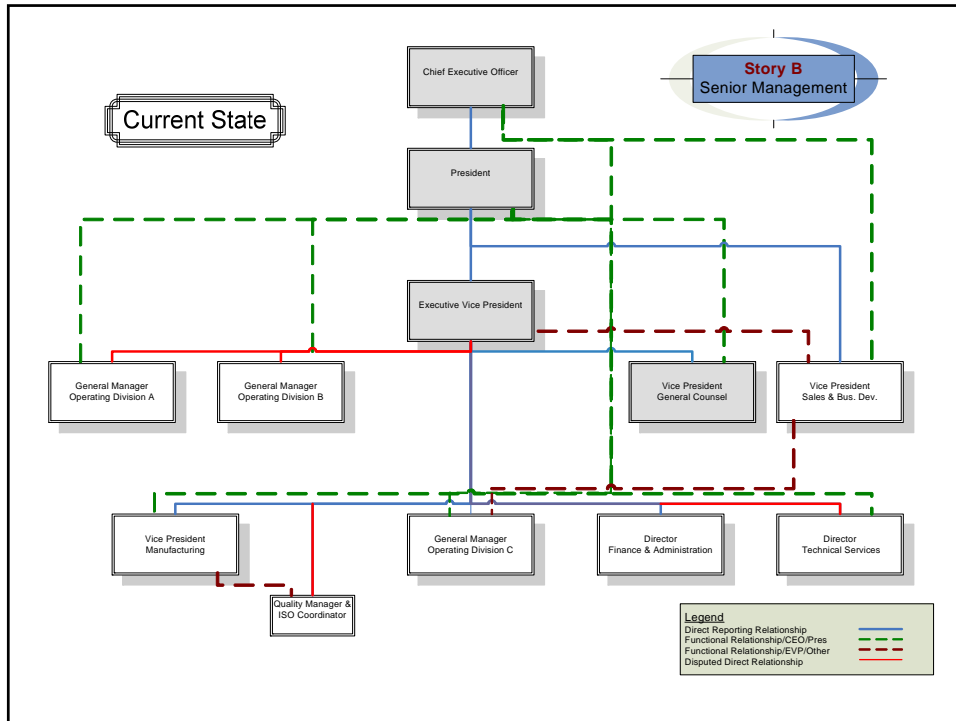 Chief Executive Officer
Story B
Senior Management
Current State
President
Executive Vice President
General Manager
Operating Division A
General Manager
Operating Division B
Vice President
General Counsel
Vice President
Sales & Bus. Dev.
Vice President
Manufacturing
General Manager
Operating Division C
Director
Finance & Administration
Director
Technical Services
Quality Manager &
ISO Coordinator
Legend
Direct Reporting Relationship
Functional Relationship/CEO/Pres
Functional Relationship/EVP/Other
Disputed Direct Relationship